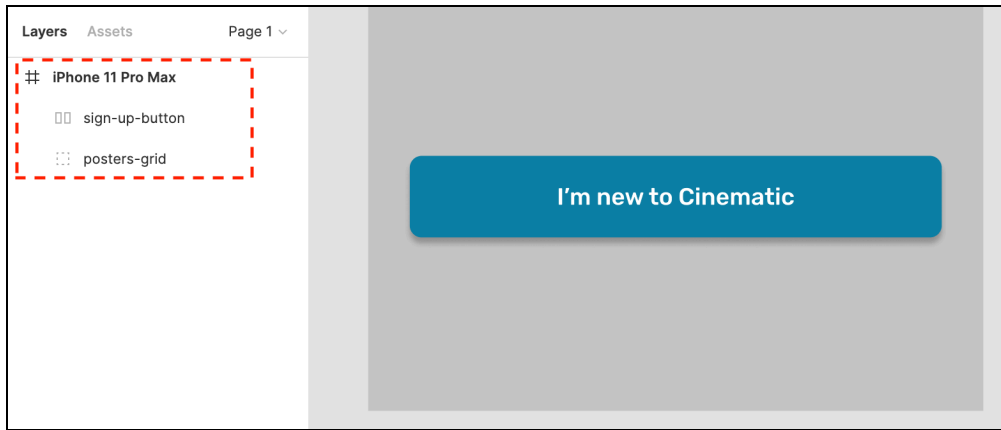 Layers Assets Page 1
iPhone 11 Pro Max
sign-up-button
posters-grid
I’m new to Cinematic